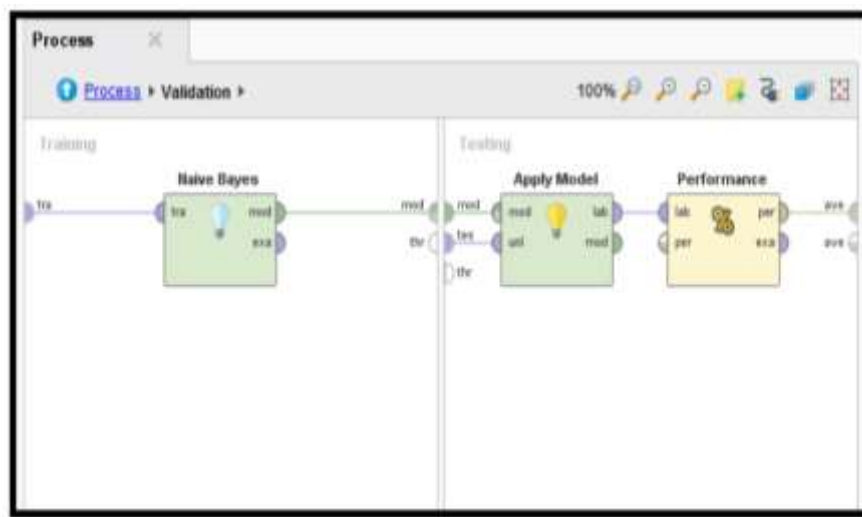 Process
Process ▸ Validation ▸
100%
Training
Testing
Naive Bayes
Apply Model
Performance
tra
tra
mod
exa
mod
thr
mod
tes
thr
mod
unl
lab
mod
lab
per
per
exa
ave
ave